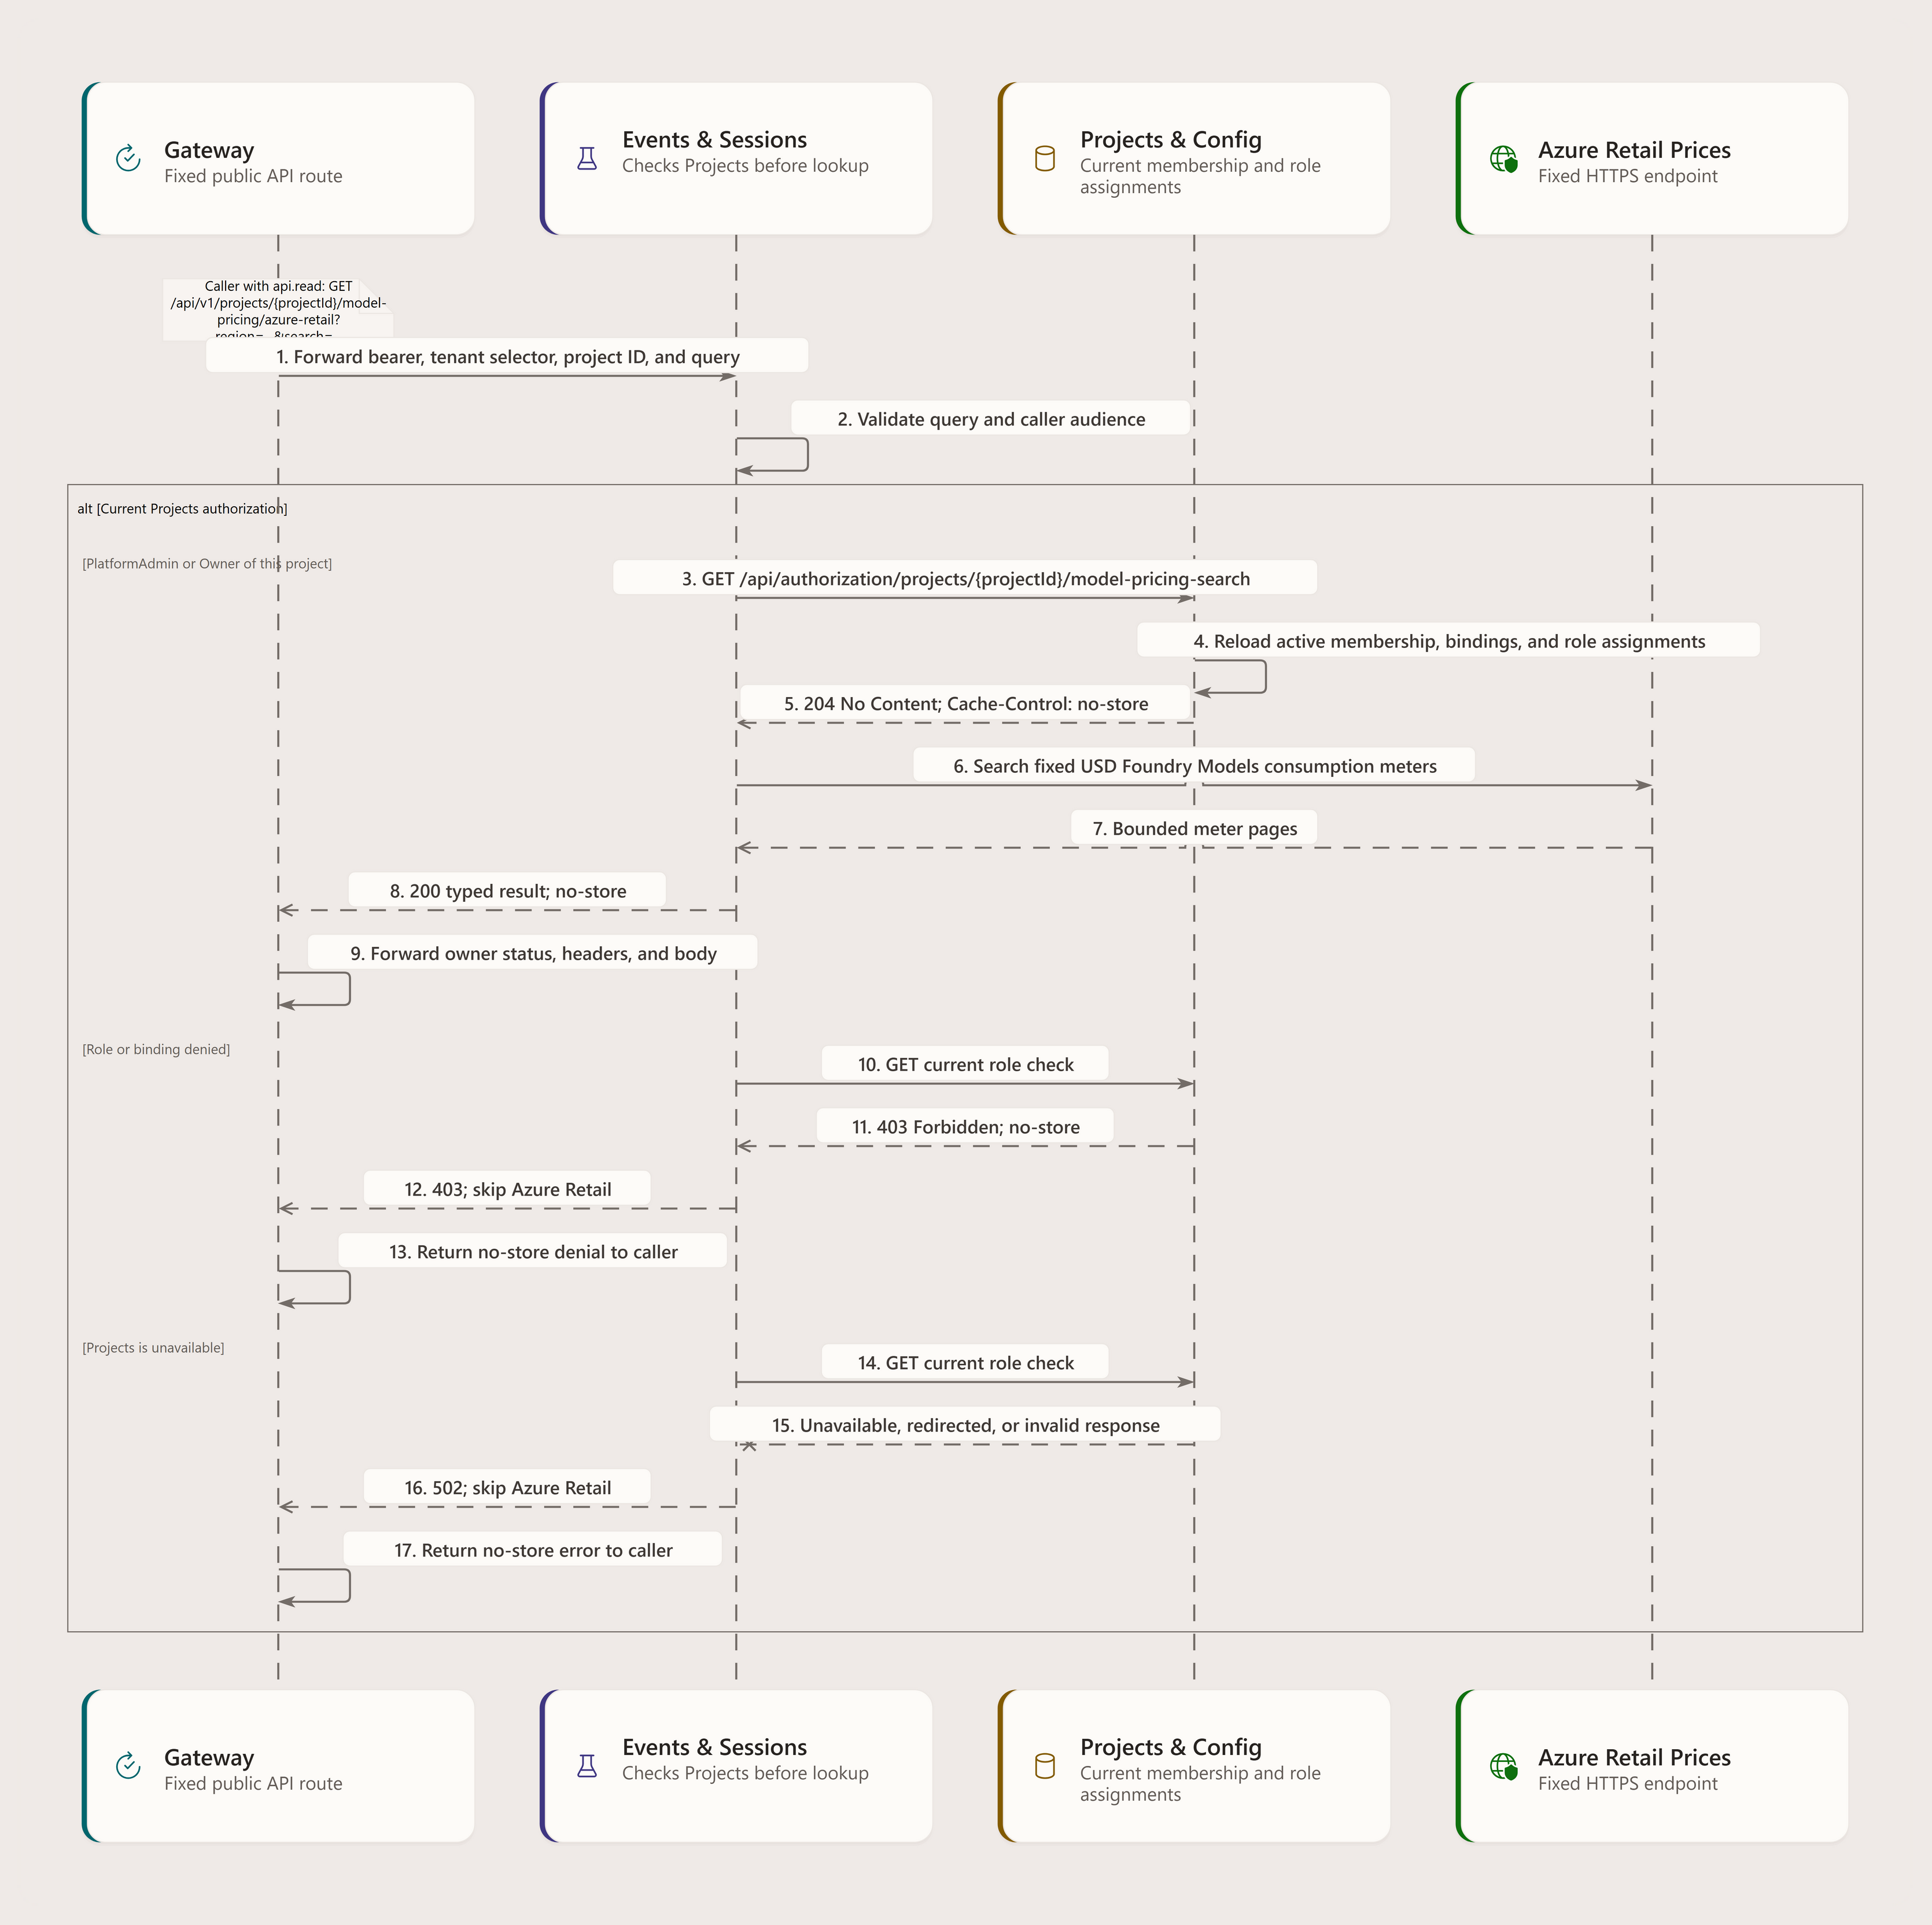 Gateway
Fixed public API route
Events & Sessions
Checks Projects before lookup
Projects & Config
Current membership and role
assignments
Azure Retail Prices
Fixed HTTPS endpoint
Caller with api.read: GET
/api/v1/projects/{projectId}/model-
pricing/azure-retail?
1. Forward bearer, tenant selector, project ID, and query
2. Validate query and caller audience
alt [Current Projects authorization]
[PlatformAdmin or Owner of this project]
3. GET /api/authorization/projects/{projectId}/model-pricing-search
4. Reload active membership, bindings, and role assignments
5. 204 No Content; Cache-Control: no-store
6. Search fixed USD Foundry Models consumption meters
7. Bounded meter pages
8. 200 typed result; no-store
9. Forward owner status, headers, and body
[Role or binding denied]
10. GET current role check
11. 403 Forbidden; no-store
12. 403; skip Azure Retail
13. Return no-store denial to caller
[Projects is unavailable]
14. GET current role check
15. Unavailable, redirected, or invalid response
16. 502; skip Azure Retail
17. Return no-store error to caller
Gateway
Fixed public API route
Events & Sessions
Checks Projects before lookup
Projects & Config
Current membership and role
assignments
Azure Retail Prices
Fixed HTTPS endpoint